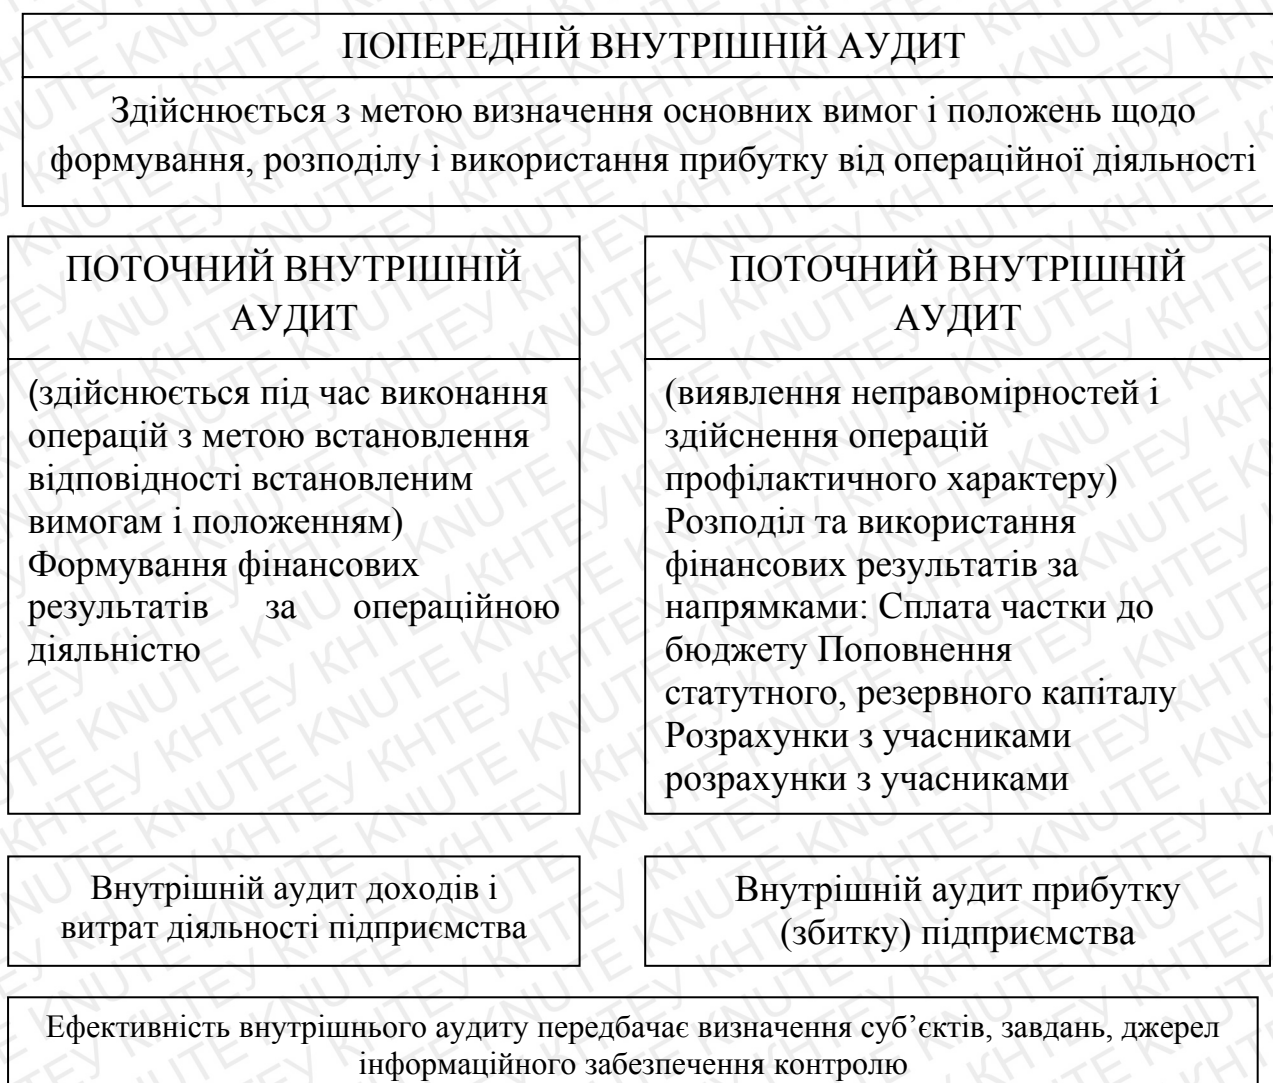 ПОПЕРЕДНІЙ ВНУТРІШНІЙ АУДИТ
Здійснюється з метою визначення основних вимог і положень щодо
формування, розподілу і використання прибутку від операційної діяльності
ПОТОЧНИЙ ВНУТРІШНІЙ
АУДИТ
(здійснюється під час виконання
операцій з метою встановлення
відповідності встановленим
вимогам і положенням)
Формування фінансових
результатів за операційною
діяльністю
ПОТОЧНИЙ ВНУТРІШНІЙ
АУДИТ
(виявлення неправомірностей і
здійснення операцій
профілактичного характеру)
Розподіл та використання
фінансових результатів за
напрямками: Сплата частки до
бюджету Поповнення
статутного, резервного капіталу
Розрахунки з учасниками
розрахунки з учасниками
Внутрішній аудит доходів і
витрат діяльності підприємства
Внутрішній аудит прибутку
(збитку) підприємства
Ефективність внутрішнього аудиту передбачає визначення суб’єктів, завдань, джерел
інформаційного забезпечення контролю